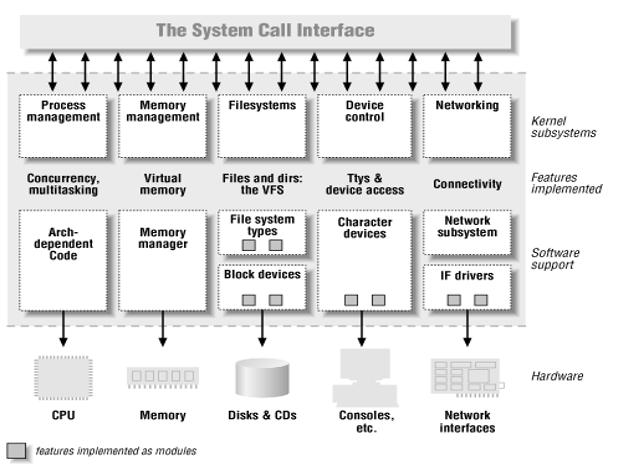 The System Call Interface
Process
management
Memory
management
Filesystems
Device
control
Networking
Kernel
subsystems
Concurrency,
multitasking
Virtual
memory
Files and dirs:
the VFS
Ttys &
device access
Connectivity
Features
implemented
Arch-
dependent
Code
Memory
manager
File system
types
Block devices
Character
devices
Network
subsystem
IF drivers
Software
support
CPU
Memory
Disks & CDs
Consoles,
etc.
Network
interfaces
Hardware
features implemented as modules